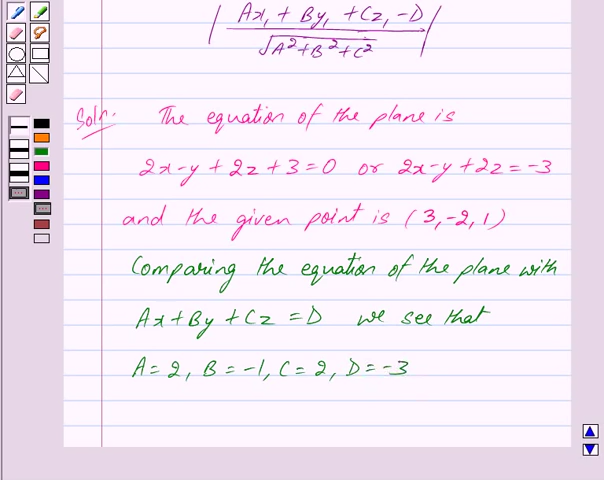 | Ax₁ + By₁ + Cz₁ - D / √A² + B² + C² |
Soln: The equation of the plane is
2x - y + 2z + 3 = 0 or 2x - y + 2z = -3
and the given point is (3, -2, 1)
Comparing the equation of the plane with
Ax + By + Cz = D we see that
A = 2, B = -1, C = 2, D = -3